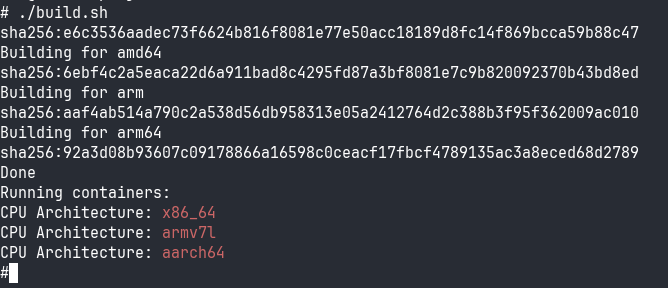 # ./build.sh
sha256:e6c3536aadec73f6624b816f8081e77e50acc18189d8fc14f869bcca59b88c47
Building for amd64
sha256:6ebf4c2a5eaca22d6a911bad8c4295fd87a3bf8081e7c9b820092370b43bd8ed
Building for arm
sha256:aaf4ab514a790c2a538d56db958313e05a2412764d2c388b3f95f362009ac010
Building for arm64
sha256:92a3d08b93607c09178866a16598c0ceacf17fbcf4789135ac3a8eced68d2789
Done
Running containers:
CPU Architecture: x86_64
CPU Architecture: armv7l
CPU Architecture: aarch64
#